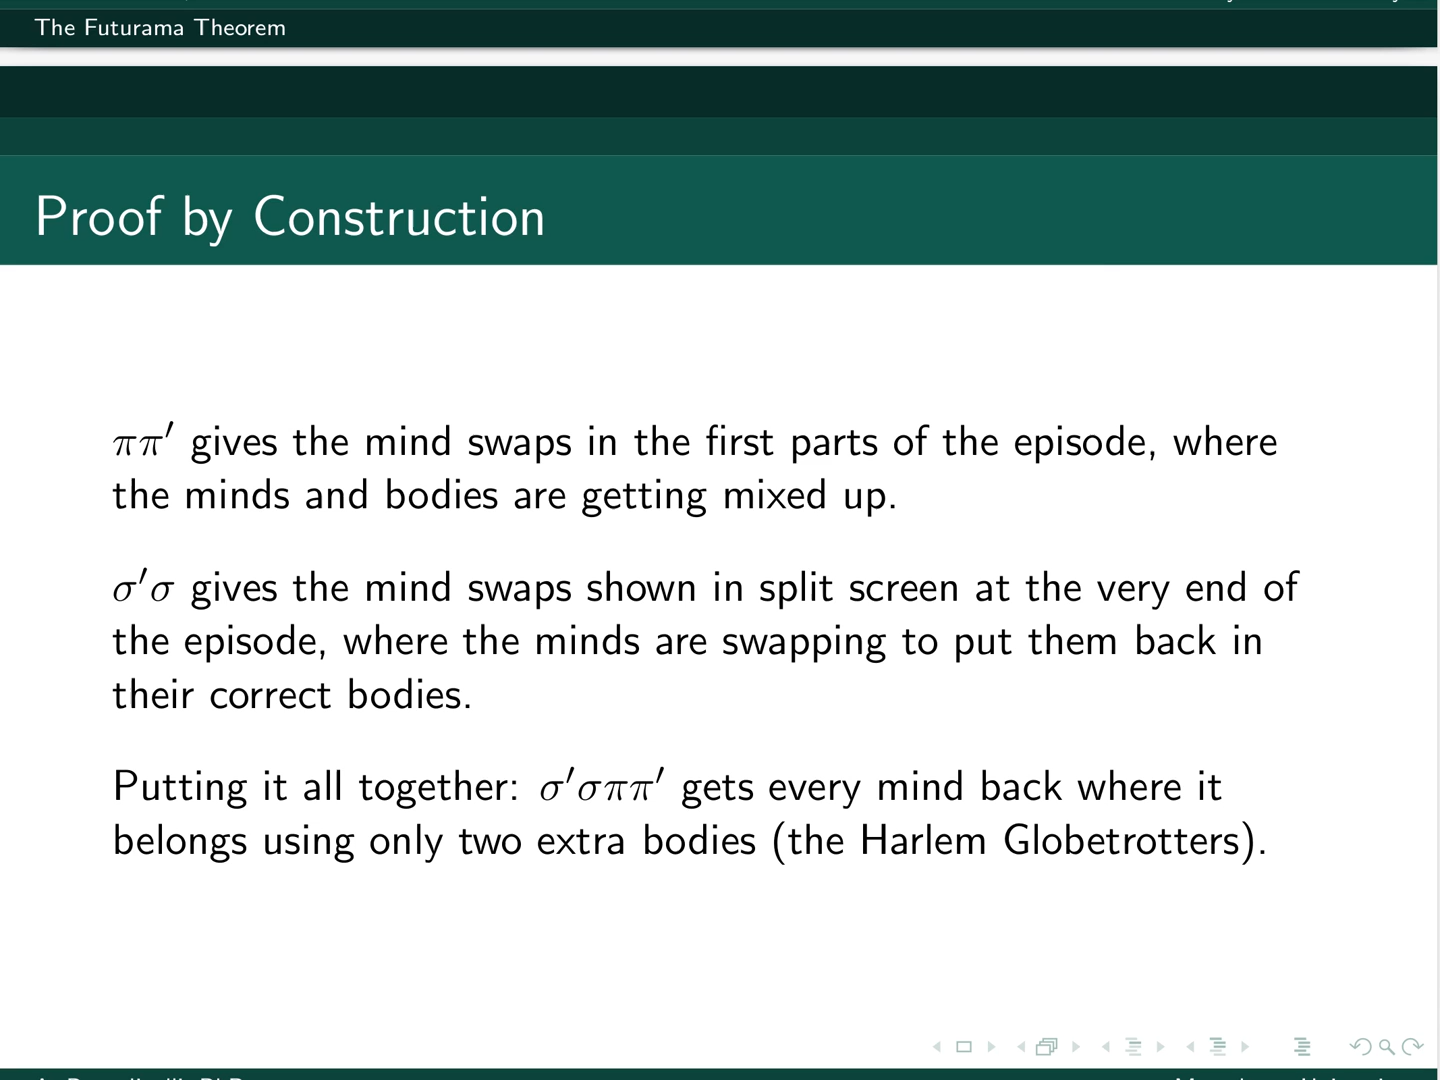 The Futurama Theorem
Proof by Construction
ππ′ gives the mind swaps in the first parts of the episode, where
the minds and bodies are getting mixed up.
σ′σ gives the mind swaps shown in split screen at the very end of
the episode, where the minds are swapping to put them back in
their correct bodies.
Putting it all together: σ′σππ′ gets every mind back where it
belongs using only two extra bodies (the Harlem Globetrotters).